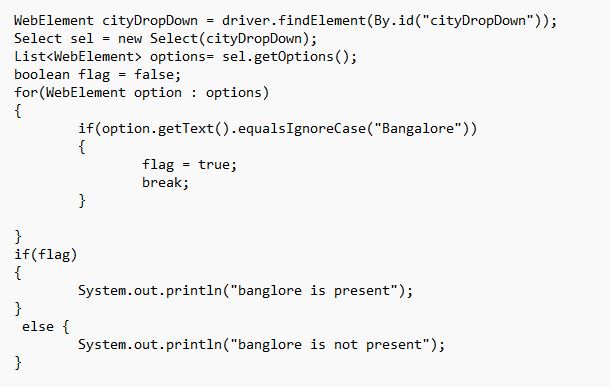 WebElement cityDropDown = driver.findElement(By.id("cityDropDown"));
Select sel = new Select(cityDropDown);
List<WebElement> options= sel.getOptions();
boolean flag = false;
for(WebElement option : options)
{
        if(option.getText().equalsIgnoreCase("Bangalore"))
        {
                flag = true;
                break;
        }

}
if(flag)
{
        System.out.println("banglore is present");
}
 else {
        System.out.println("banglore is not present");
}